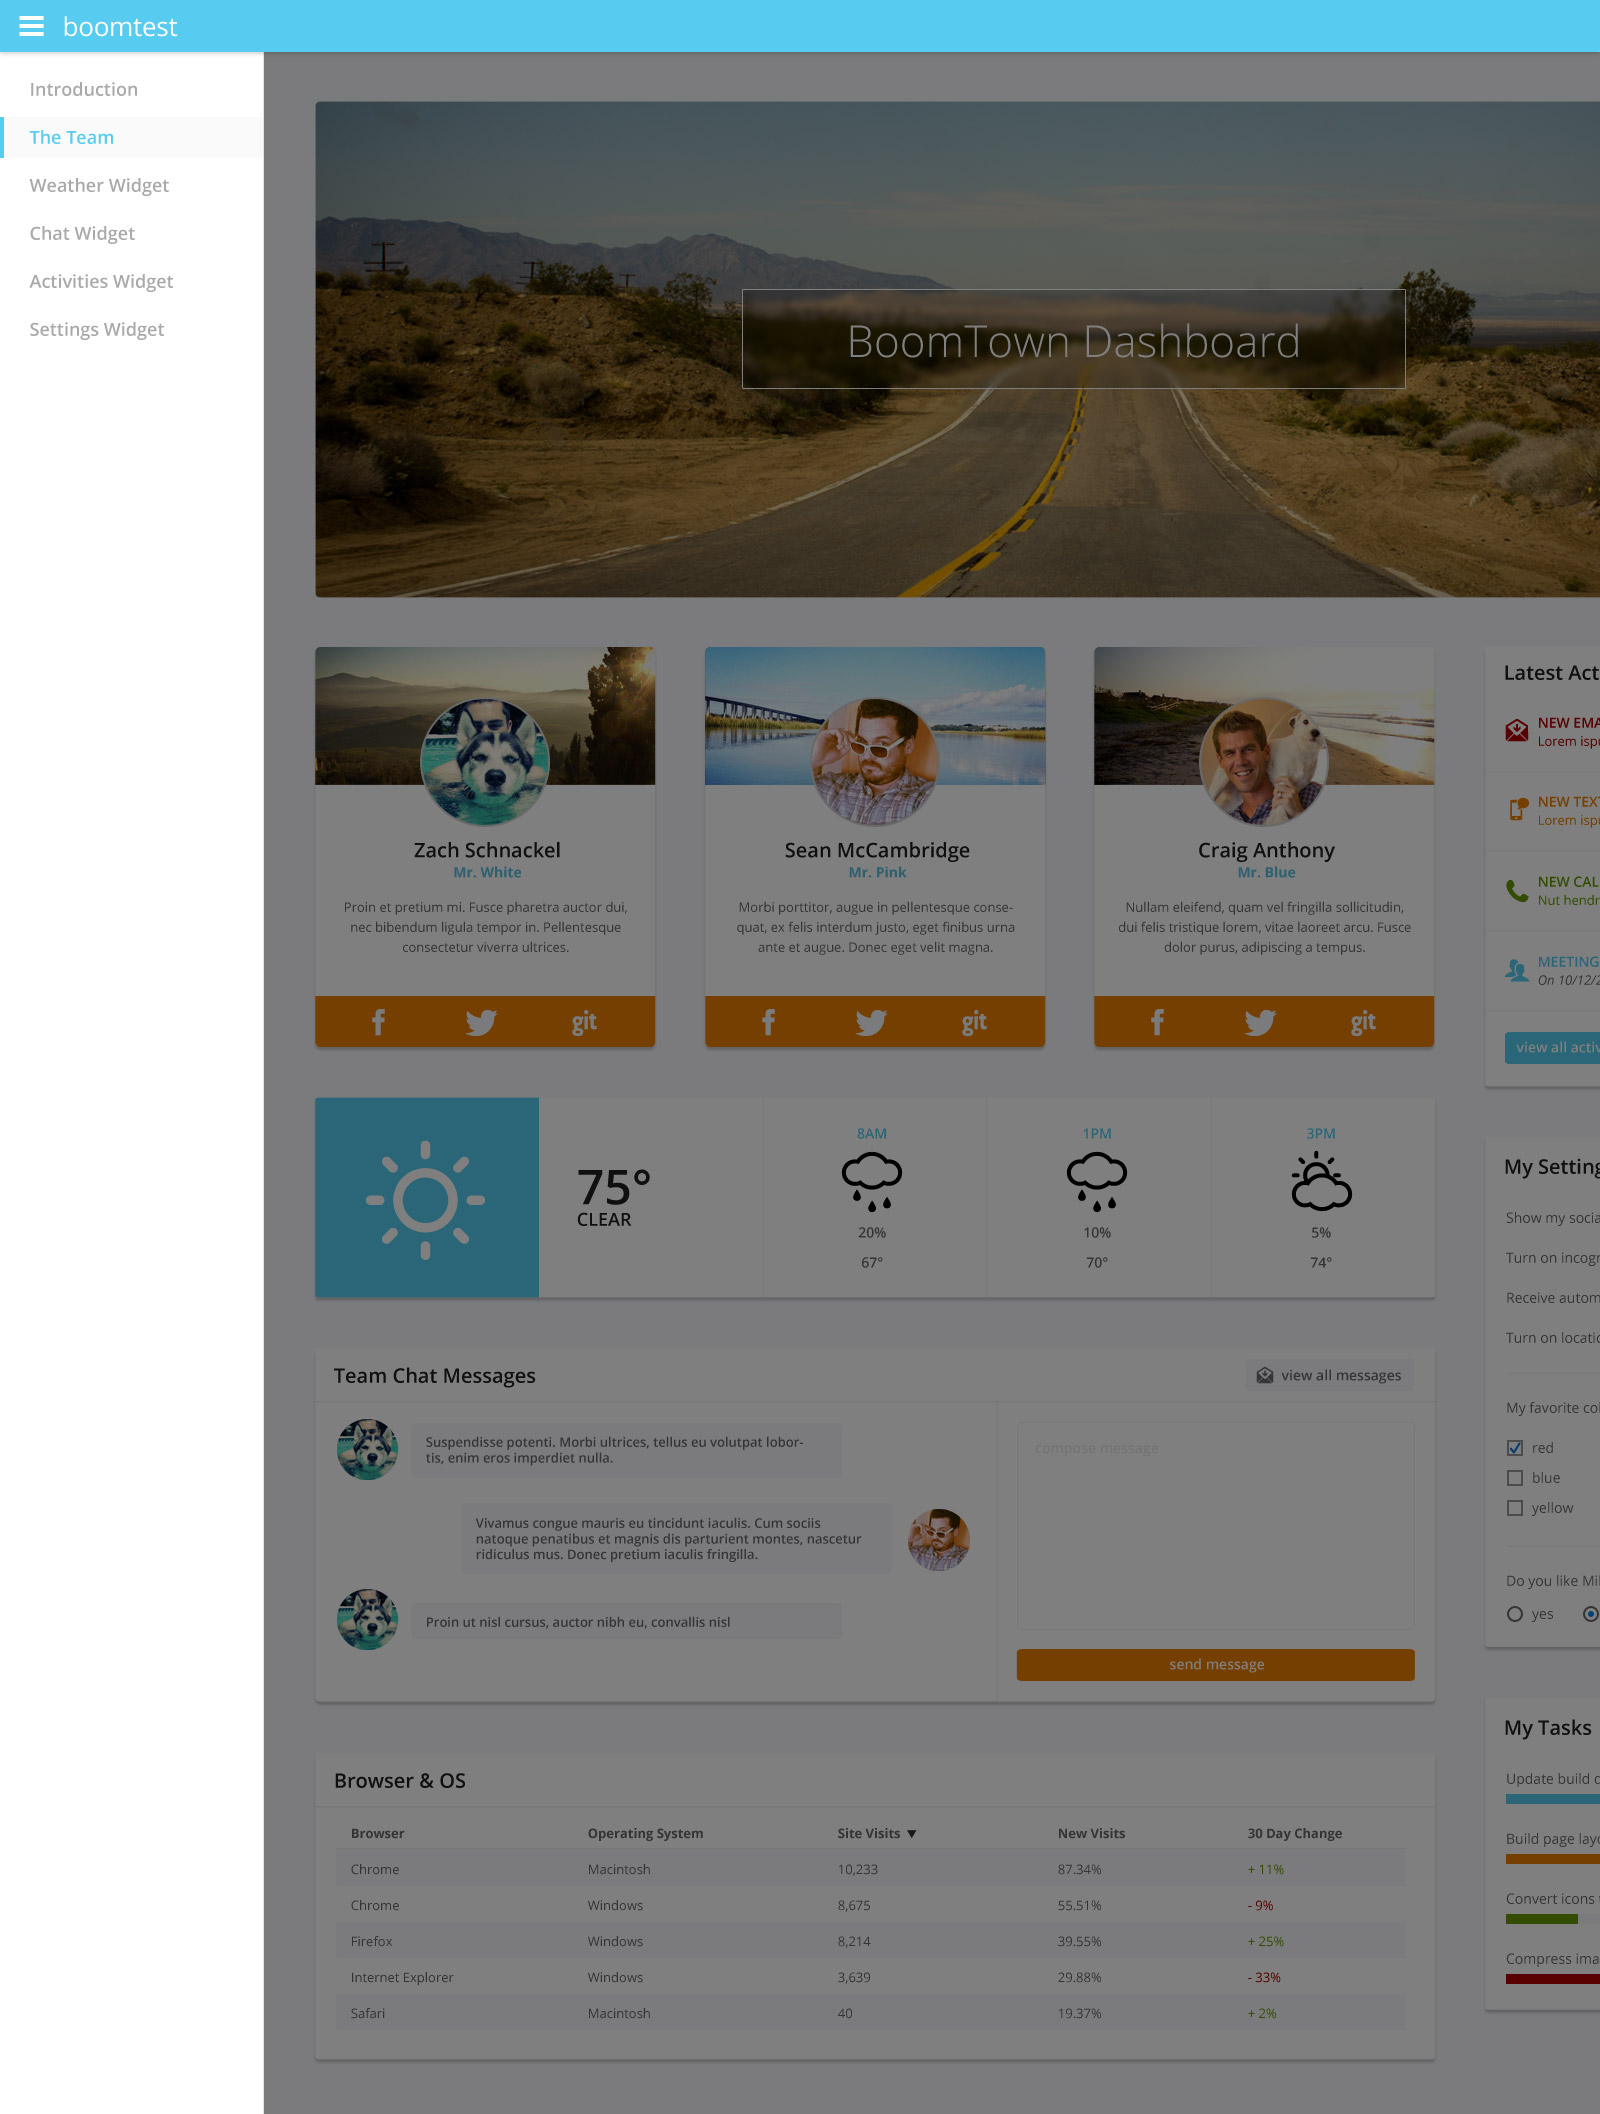 boomtest
Introduction
The Team
Weather Widget
Chat Widget
Activities Widget
Settings Widget
BoomTown Dashboard
Zach Schnackel
Mr. White
Proin et pretium mi. Fusce pharetra auctor dui,
nec bibendum ligula tempor in. Pellentesque
consectetur viverra ultrices.
git
Sean McCambridge
Mr. Pink
Morbi porttitor, augue in pellentesque conse-
quat, ex felis interdum justo, eget finibus urna
ante et augue. Donec eget velit magna.
git
Craig Anthony
Mr. Blue
Nullam eleifend, quam vel fringilla sollicitudin,
dui felis tristique lorem, vitae laoreet arcu. Fusce
dolor purus, adipiscing a tempus.
git
Latest Act
NEW EMA
Lorem ispu
NEW TEXT
Lorem ispu
NEW CAL
Nut hendr
MEETING
On 10/12/2
view all activ
75°
CLEAR
8AM
20%
67°
1PM
10%
70°
3PM
5%
74°
My Setting
Show my socia
Turn on incogn
Receive autom
Turn on locatio
My favorite col
red
blue
yellow
Do you like Mil
yes
Team Chat Messages
view all messages
Suspendisse potenti. Morbi ultrices, tellus eu volutpat lobor-
tis, enim eros imperdiet nulla.
Vivamus congue mauris eu tincidunt iaculis. Cum sociis
natoque penatibus et magnis dis parturient montes, nascetur
ridiculus mus. Donec pretium iaculis fringilla.
Proin ut nisl cursus, auctor nibh eu, convallis nisl
compose message
send message
My Tasks
Update build d
Build page layo
Convert icons t
Compress ima
Browser & OS
Browser Operating System Site Visits New Visits 30 Day Change
Chrome Macintosh 10,233 87.34% + 11%
Chrome Windows 8,675 55.51% - 9%
Firefox Windows 8,214 39.55% + 25%
Internet Explorer Windows 3,639 29.88% - 33%
Safari Macintosh 40 19.37% + 2%